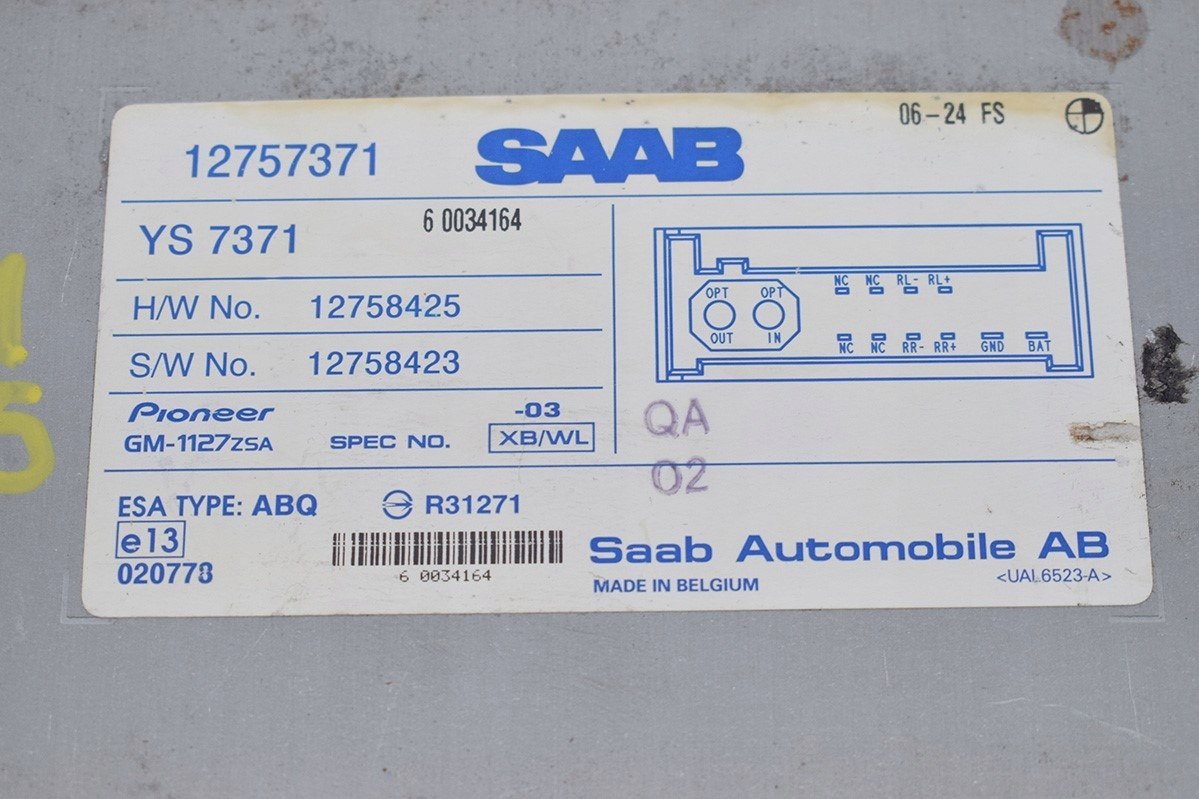 06-24 FS
12757371 SAAB
YS 7371 6 0034164
H/W No. 12758425
S/W No. 12758423
Pioneer -03
GM-1127ZSA SPEC NO. XB/WL
NC NC RL- RL+
OPT OPT
OUT IN
NC NC RR- RR+ GND BAT
QA
02
ESA TYPE: ABQ R31271
e13
020778
6 0034164
Saab Automobile AB
MADE IN BELGIUM <UAL6523-A>
5